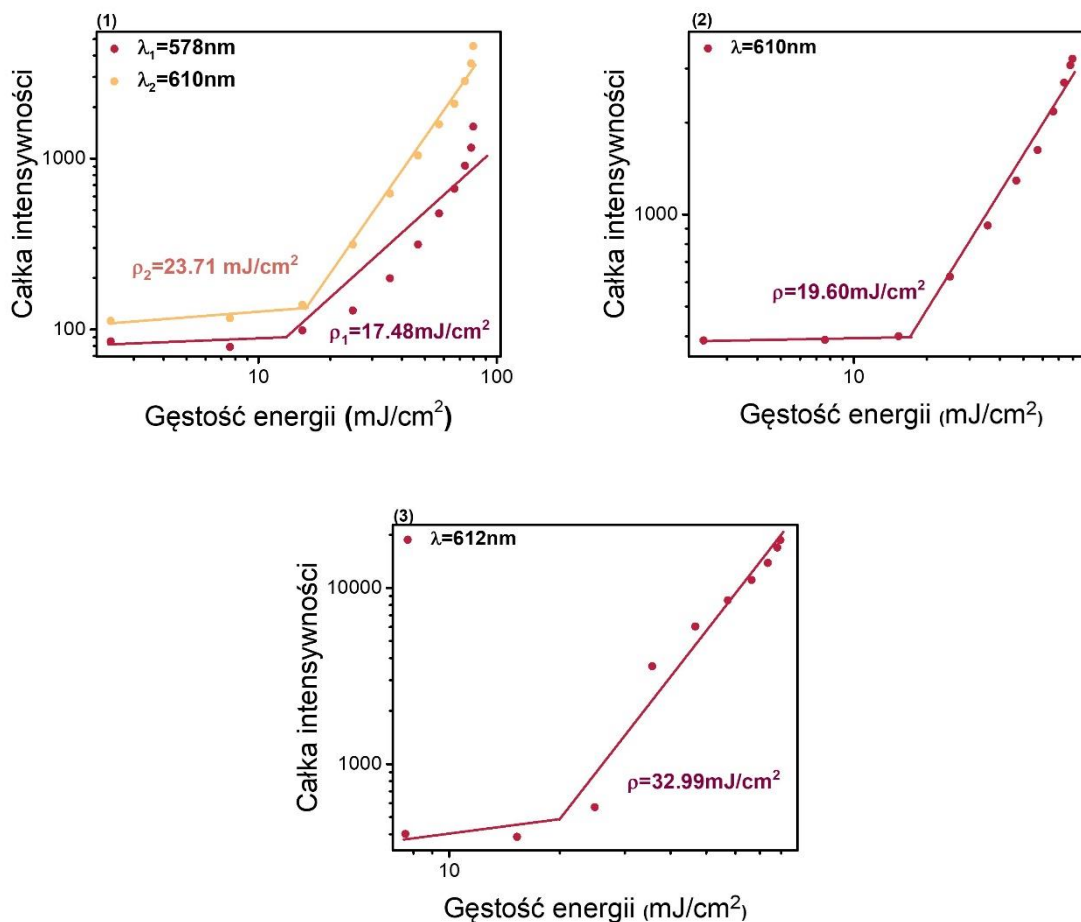 (1)
λ₁=578nm
λ₂=610nm
Całka intensywności
1000
100
ρ₂=23.71 mJ/cm²
ρ₁=17.48mJ/cm²
10
100
Gęstość energii (mJ/cm²)
(2)
λ=610nm
Całka intensywności
1000
ρ=19.60mJ/cm²
10
Gęstość energii (mJ/cm²)
(3)
λ=612nm
Całka intensywności
10000
1000
ρ=32.99mJ/cm²
10
Gęstość energii (mJ/cm²)